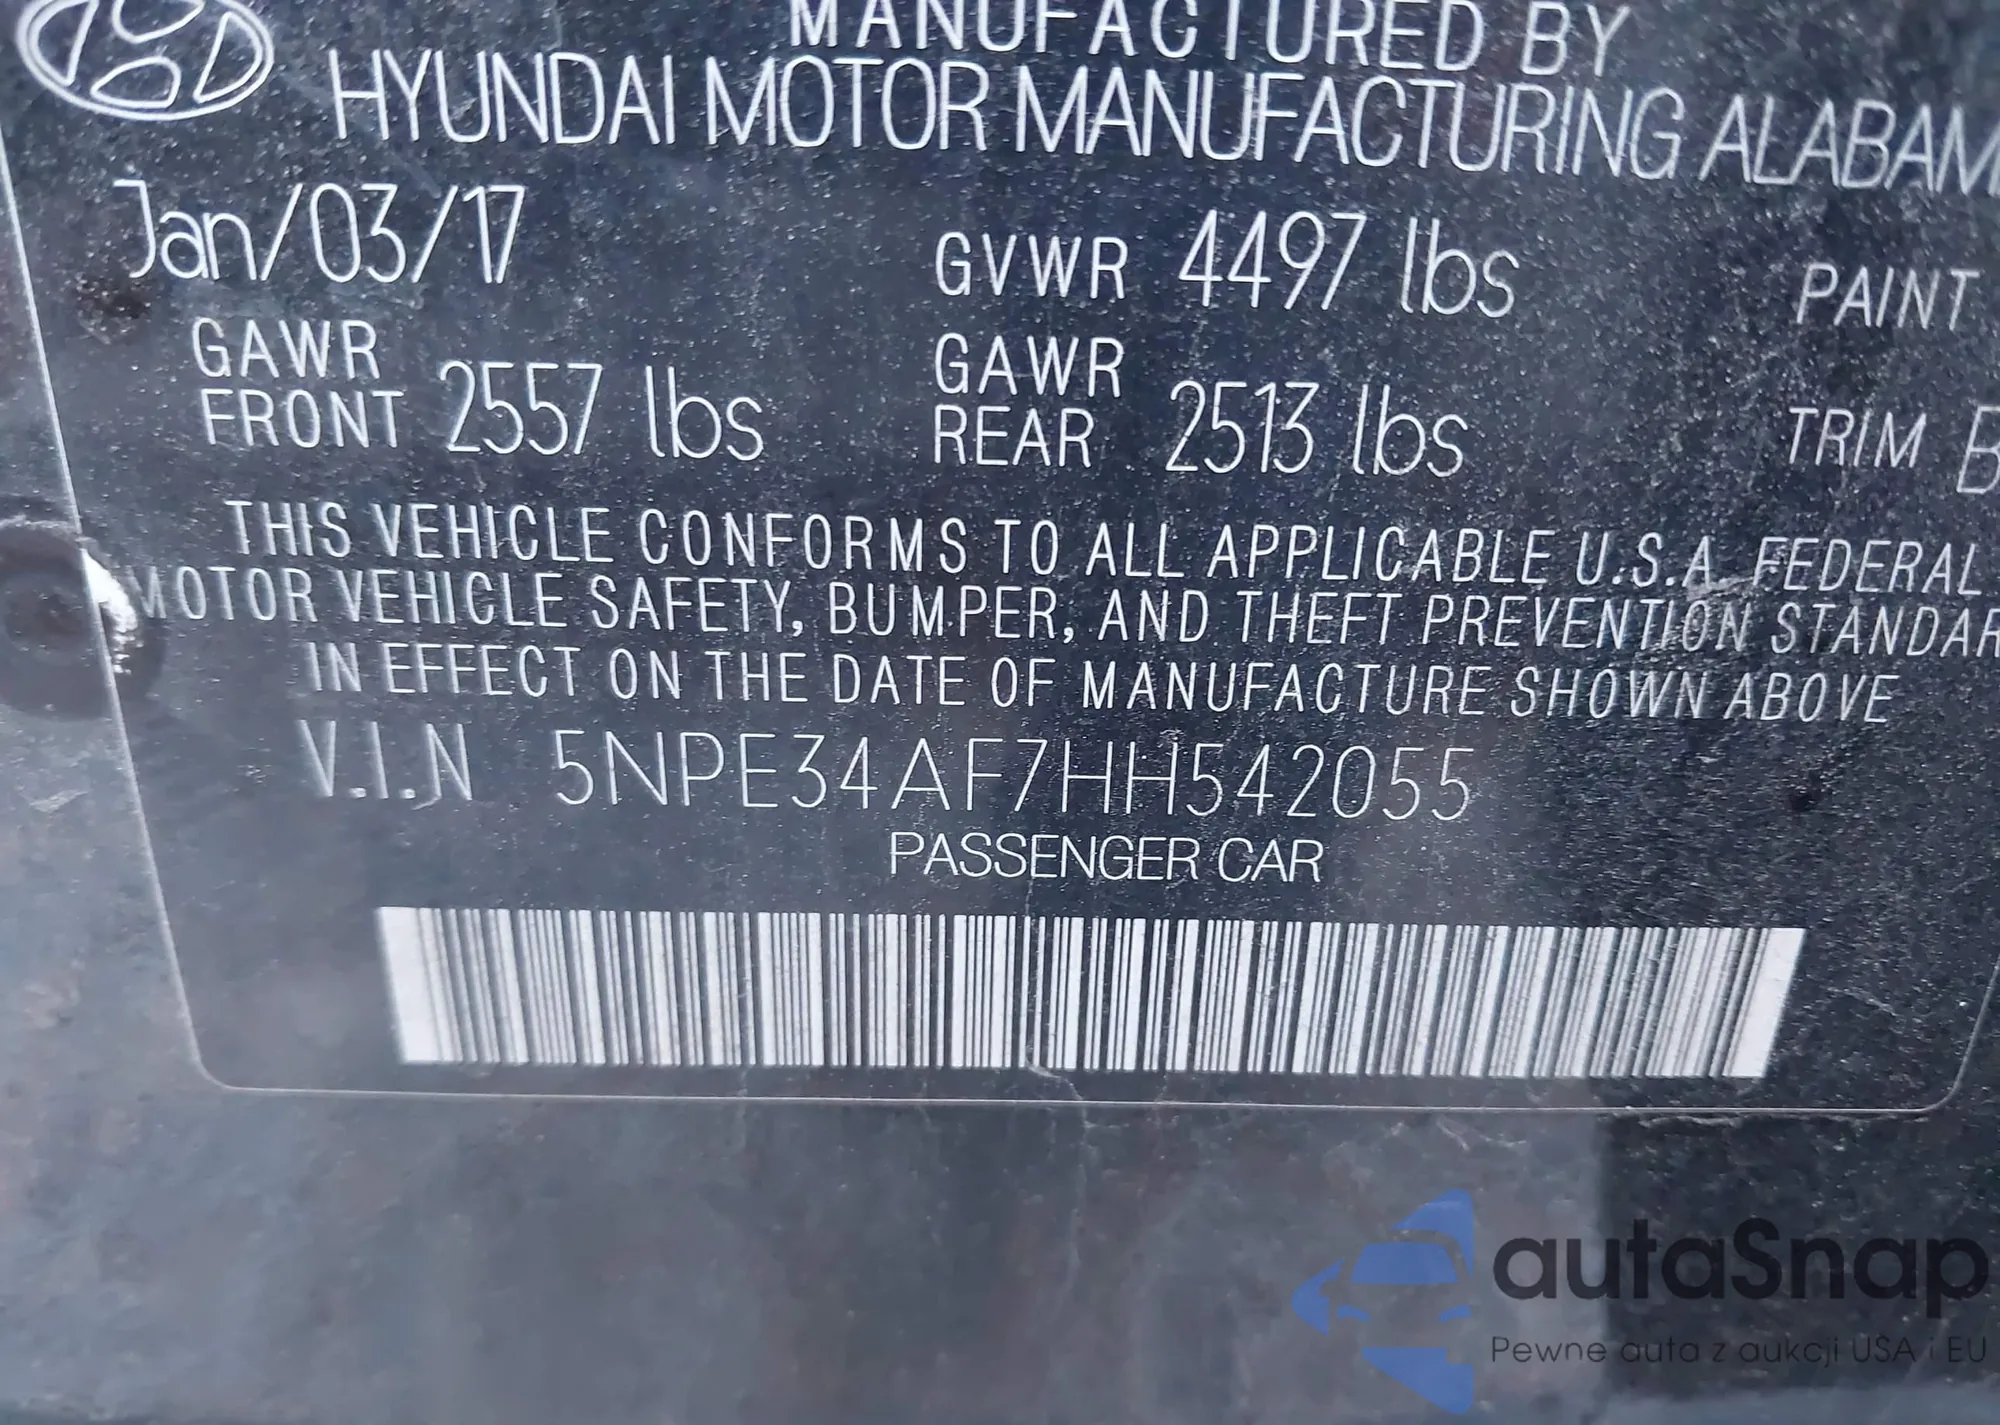 MANUFACTURED BY
HYUNDAI MOTOR MANUFACTURING ALABAM
Jan/03/17 GVWR 4497 lbs PAINT
GAWR FRONT 2557 lbs GAWR REAR 2513 lbs TRIM B
THIS VEHICLE CONFORMS TO ALL APPLICABLE U.S.A. FEDERAL
MOTOR VEHICLE SAFETY, BUMPER, AND THEFT PREVENTION STANDAR
IN EFFECT ON THE DATE OF MANUFACTURE SHOWN ABOVE
V.I.N 5NPE34AF7HH542055
PASSENGER CAR
autaSnap
Pewne auta z aukcji USA i EU